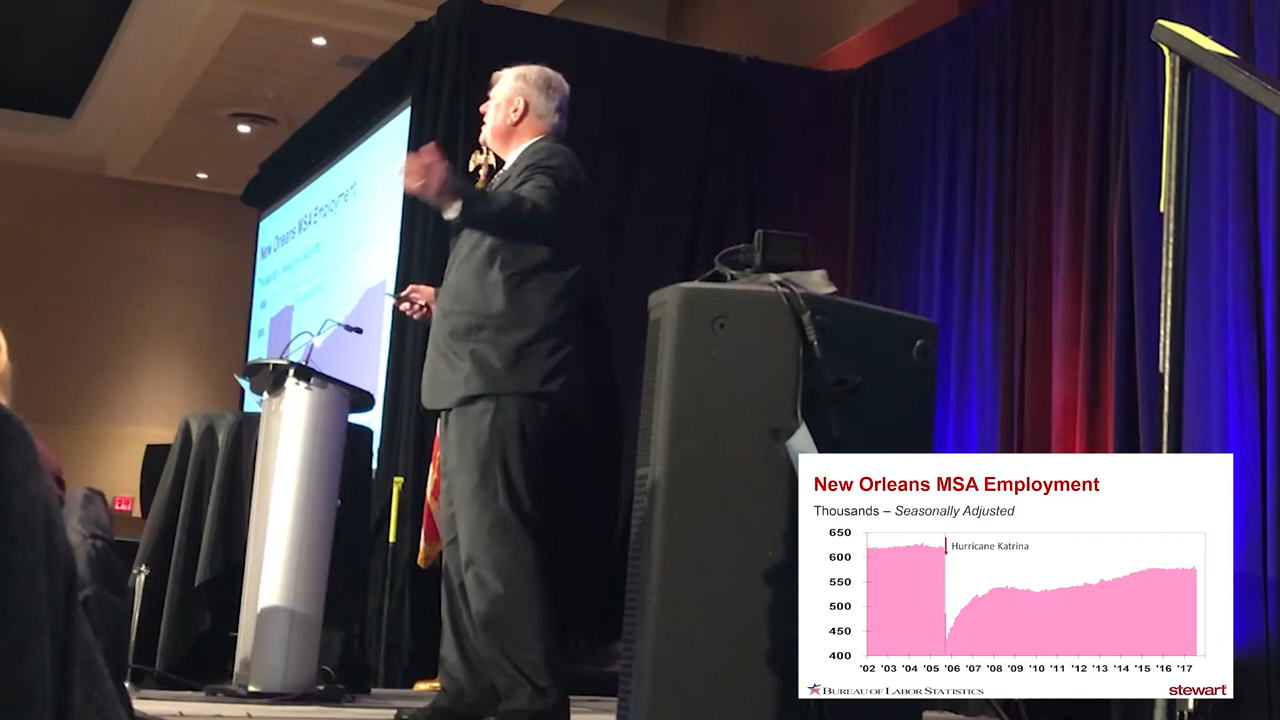 New Orleans MSA Employment
EXIT
New Orleans MSA Employment
Thousands – Seasonally Adjusted
650
600
550
500
450
400
Hurricane Katrina
'02 '03 '04 '05 '06 '07 '08 '09 '10 '11 '12 '13 '14 '15 '16 '17
BUREAU OF LABOR STATISTICS
stewart